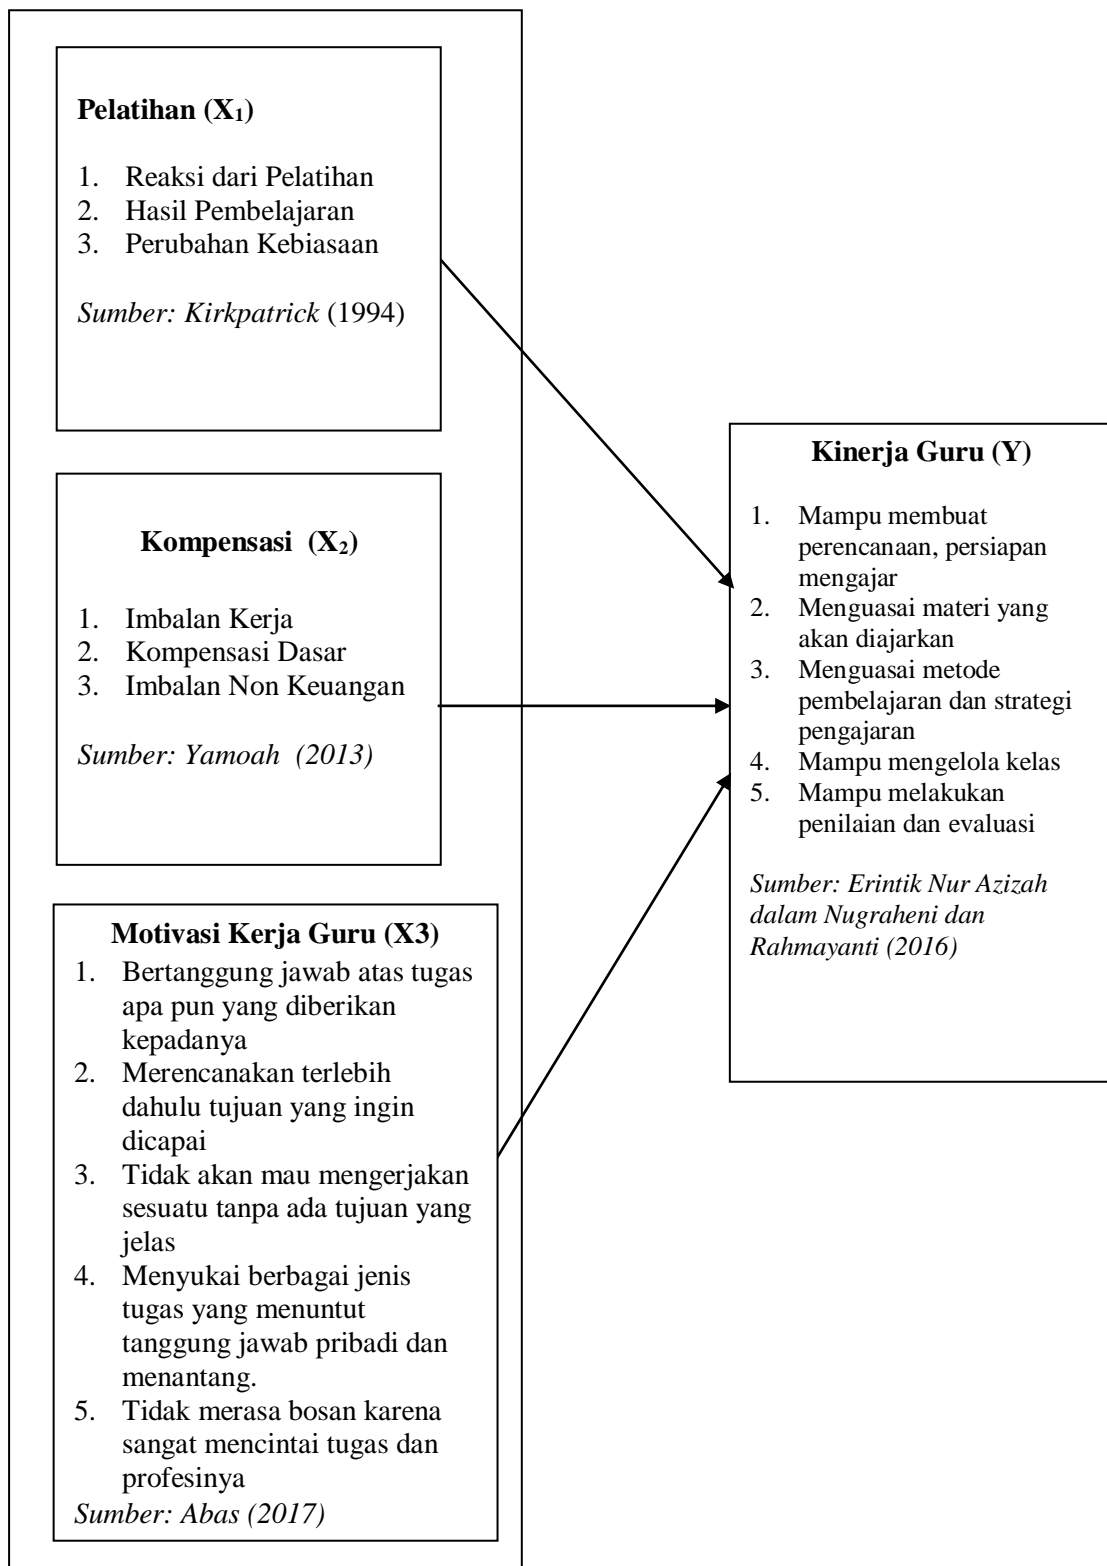 Pelatihan (X₁)
1. Reaksi dari Pelatihan
2. Hasil Pembelajaran
3. Perubahan Kebiasaan
Sumber: Kirkpatrick (1994)
Kompensasi (X₂)
1. Imbalan Kerja
2. Kompensasi Dasar
3. Imbalan Non Keuangan
Sumber: Yamoah (2013)
Motivasi Kerja Guru (X3)
1. Bertanggung jawab atas tugas
apa pun yang diberikan
kepadanya
2. Merencanakan terlebih
dahulu tujuan yang ingin
dicapai
3. Tidak akan mau mengerjakan
sesuatu tanpa ada tujuan yang
jelas
4. Menyukai berbagai jenis
tugas yang menuntut
tanggung jawab pribadi dan
menantang.
5. Tidak merasa bosan karena
sangat mencintai tugas dan
profesinya
Sumber: Abas (2017)
Kinerja Guru (Y)
1. Mampu membuat
perencanaan, persiapan
mengajar
2. Menguasai materi yang
akan diajarkan
3. Menguasai metode
pembelajaran dan strategi
pengajaran
4. Mampu mengelola kelas
5. Mampu melakukan
penilaian dan evaluasi
Sumber: Erintik Nur Azizah
dalam Nugraheni dan
Rahmayanti (2016)